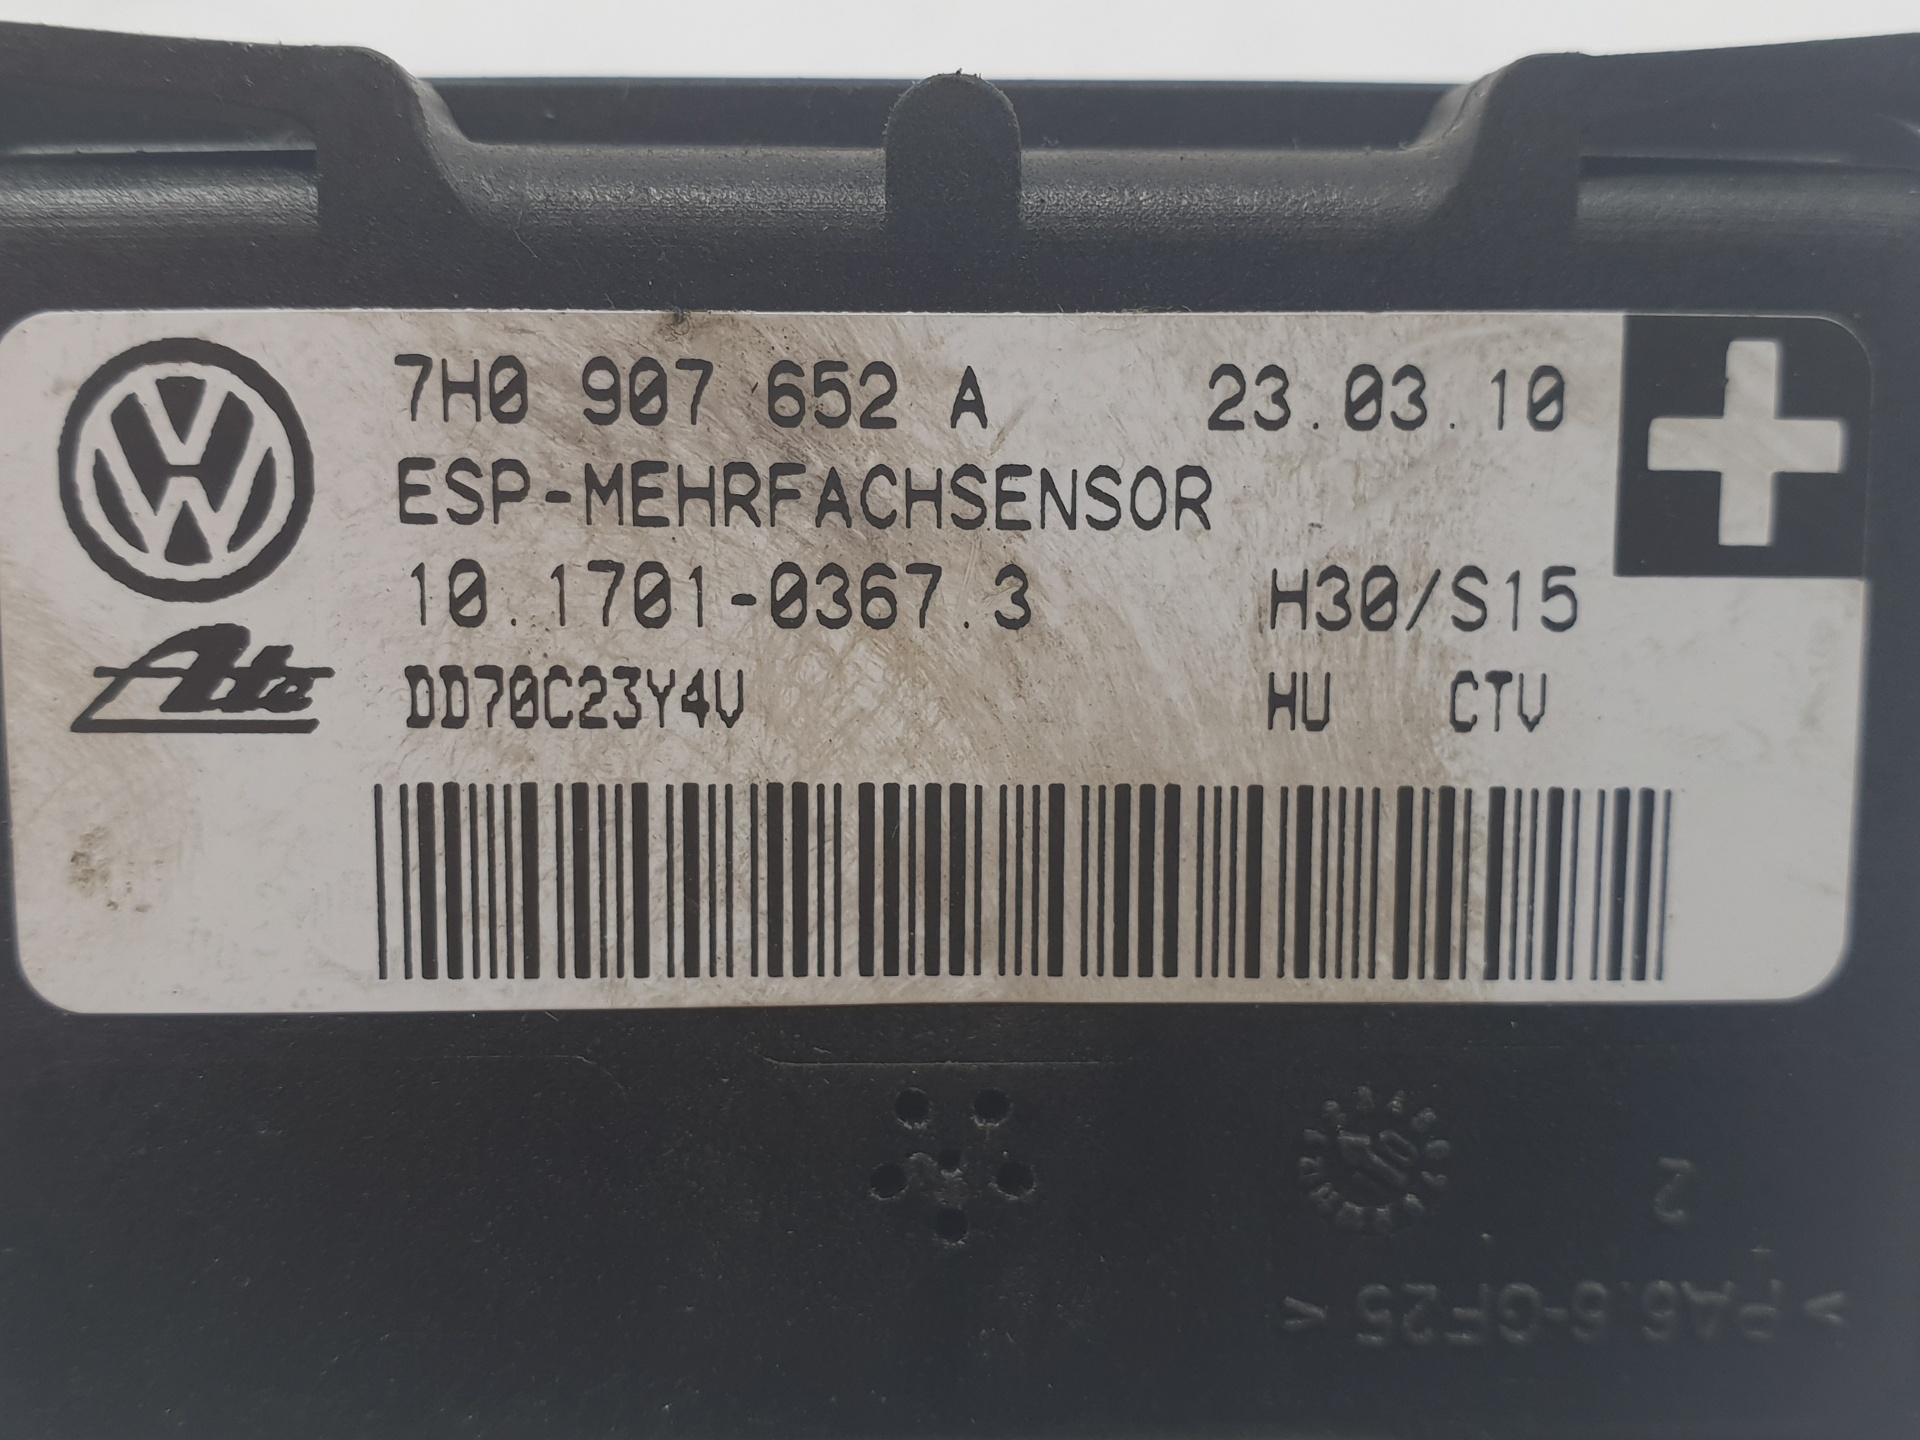 7H0 907 652 A 23.03.10
ESP-MEHRFACHSENSOR
10.1701-0367.3 H30/S15
Ate DD70C23Y4V HU CTV
2
>PA6.6-GF25<